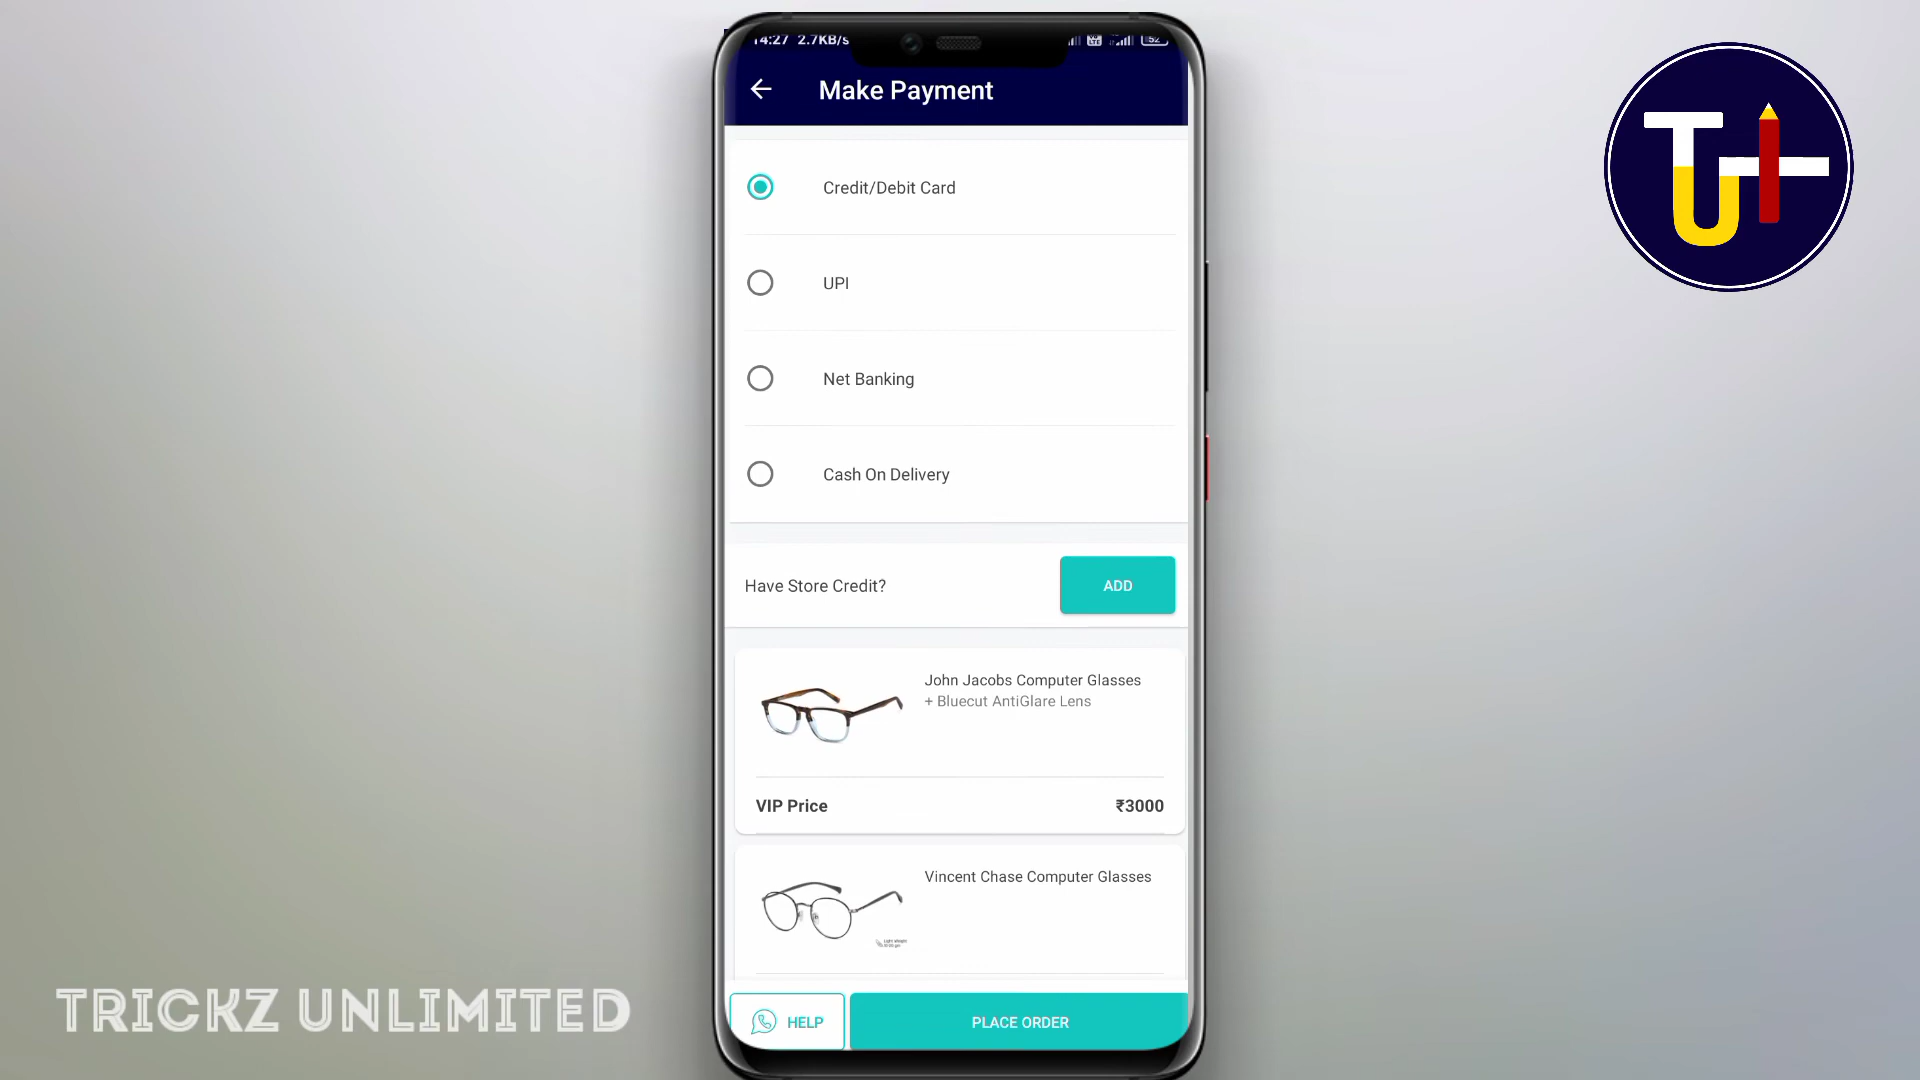 14:27 2.7KB/s
52
Make Payment
Credit/Debit Card
UPI
Net Banking
Cash On Delivery
Have Store Credit?
ADD
John Jacobs Computer Glasses
+ Bluecut AntiGlare Lens
VIP Price ₹3000
Vincent Chase Computer Glasses
HELP
PLACE ORDER
TU
TRICKZ UNLIMITED